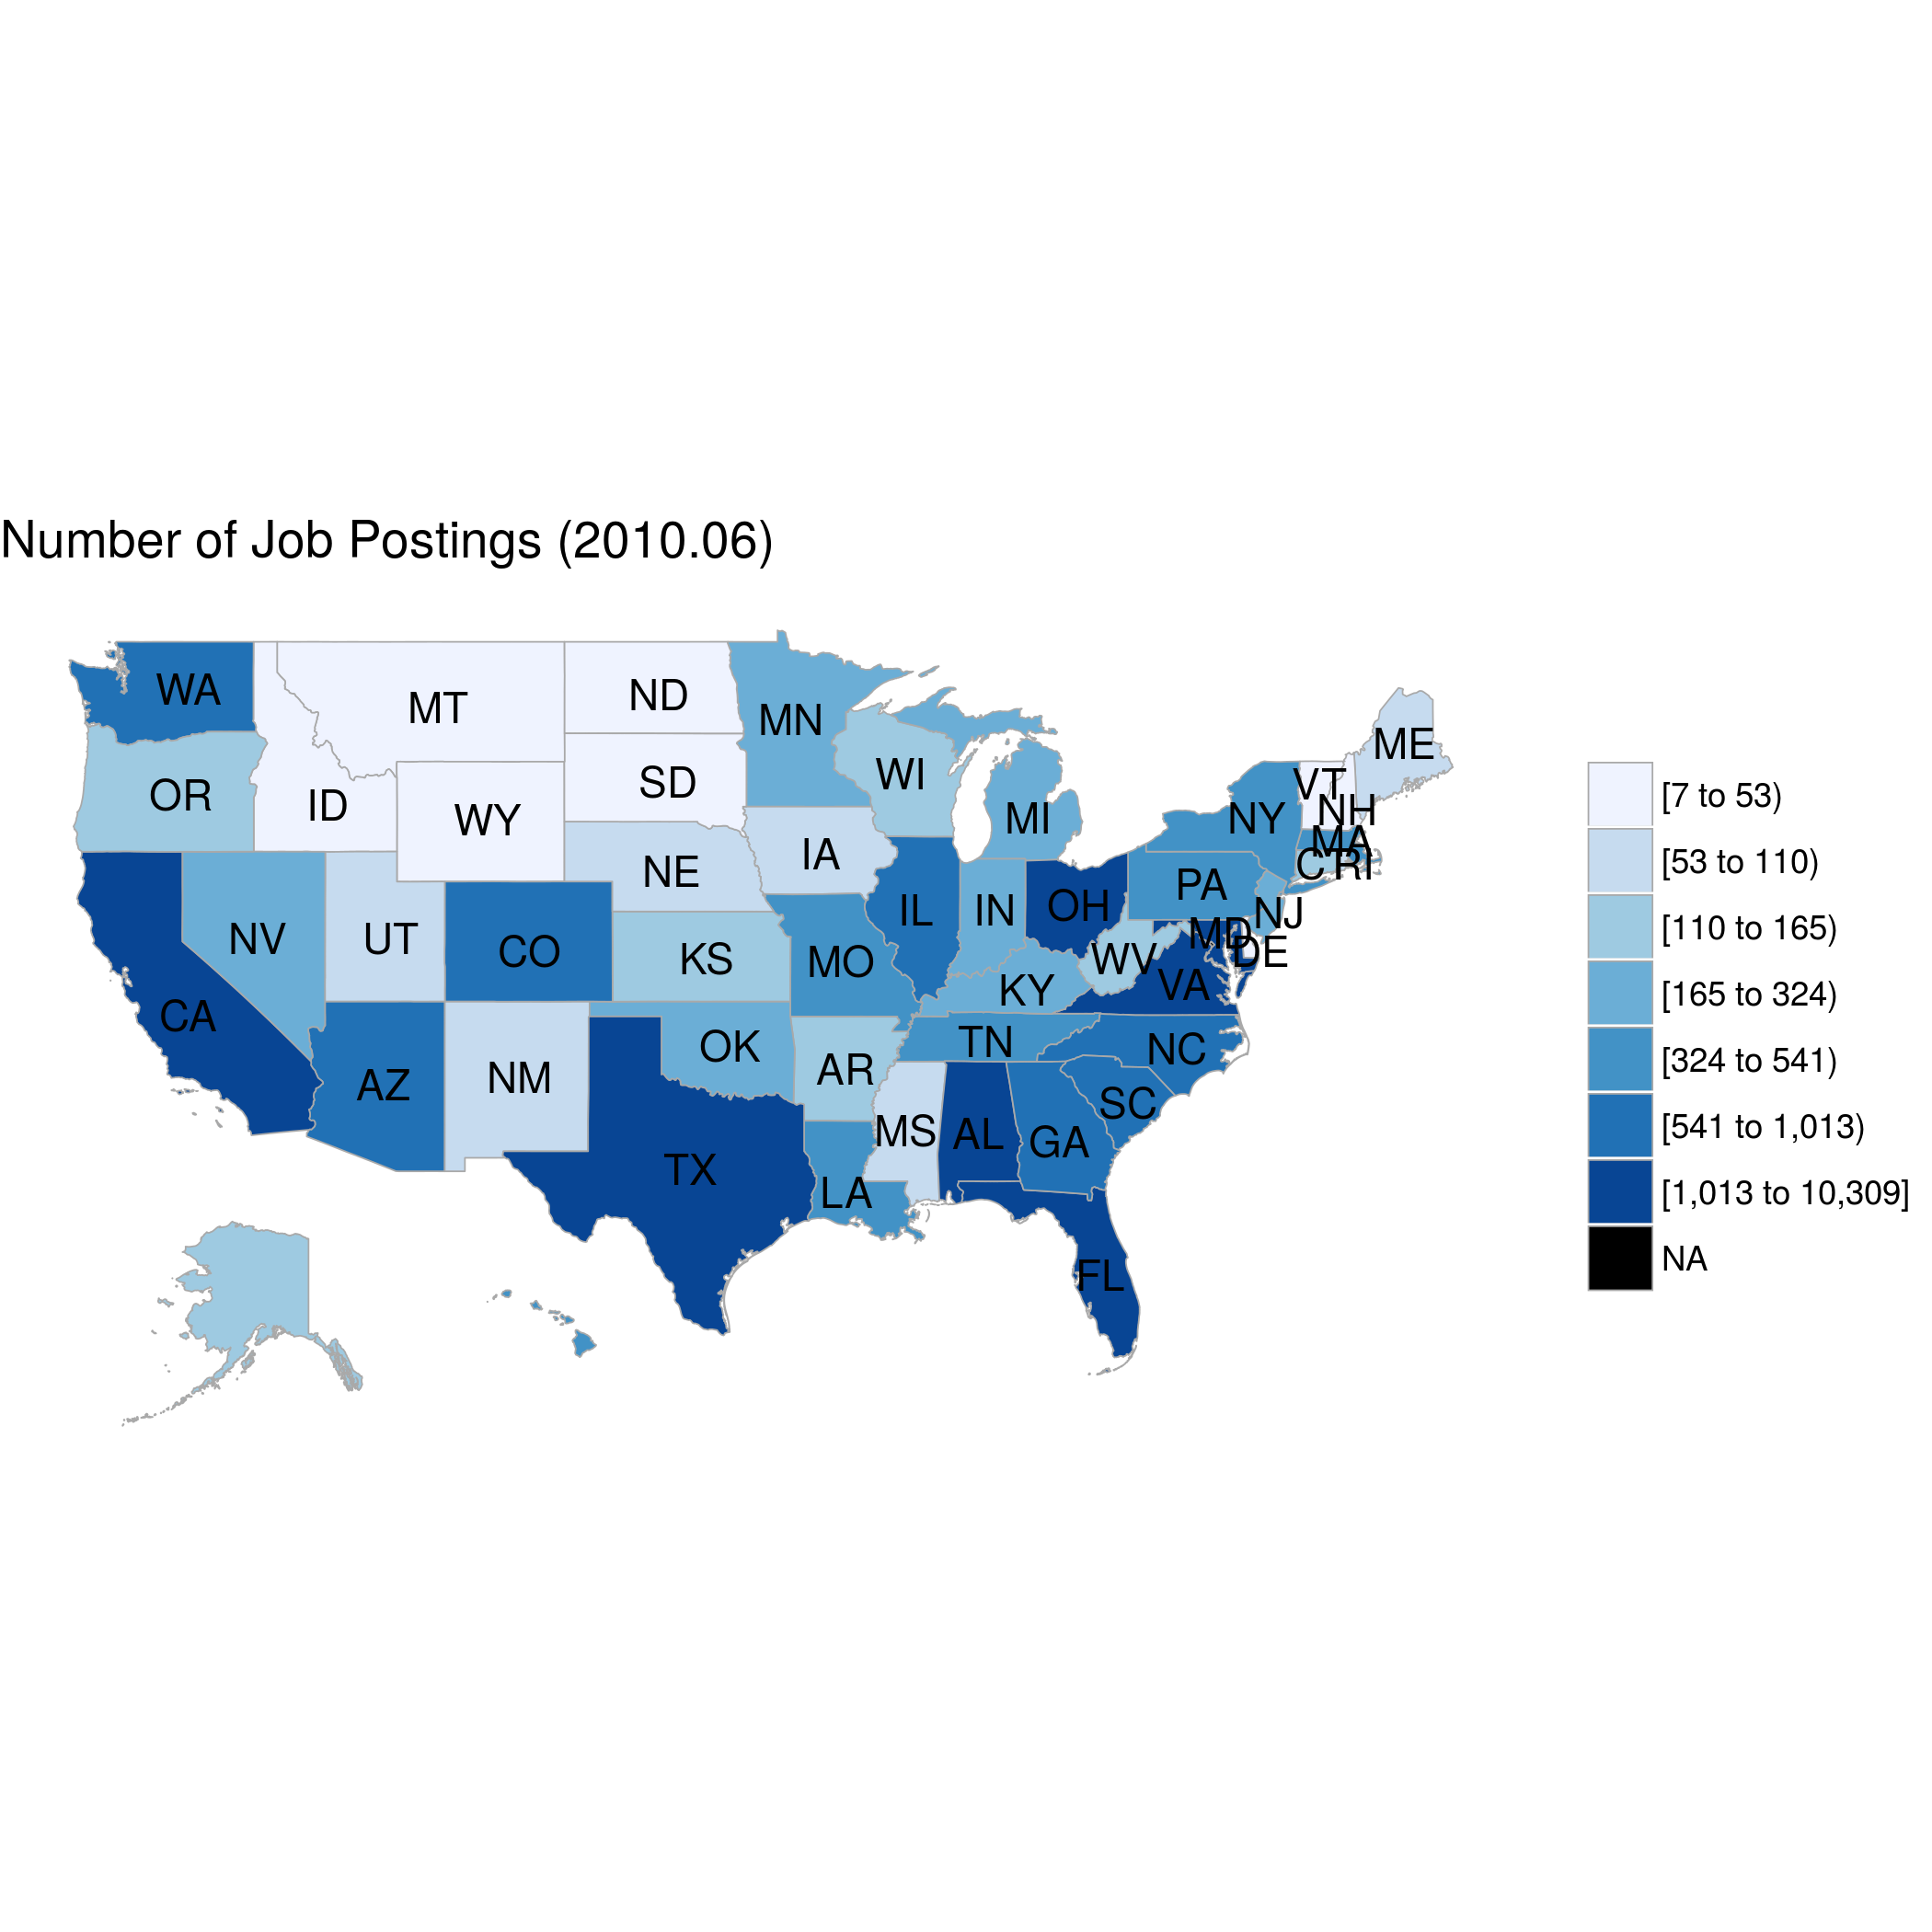 Number of Job Postings (2010.06)
WA
MT
ND
MN
ME
OR
ID
WY
SD
WI
MI
NY
VT
NH
MA
CT
RI
NE
IA
PA
NV
UT
CO
KS
MO
IL
IN
OH
NJ
MD
DE
WV
VA
KY
CA
AZ
NM
OK
AR
TN
NC
SC
MS
AL
GA
TX
LA
FL
[7 to 53)
[53 to 110)
[110 to 165)
[165 to 324)
[324 to 541)
[541 to 1,013)
[1,013 to 10,309]
NA